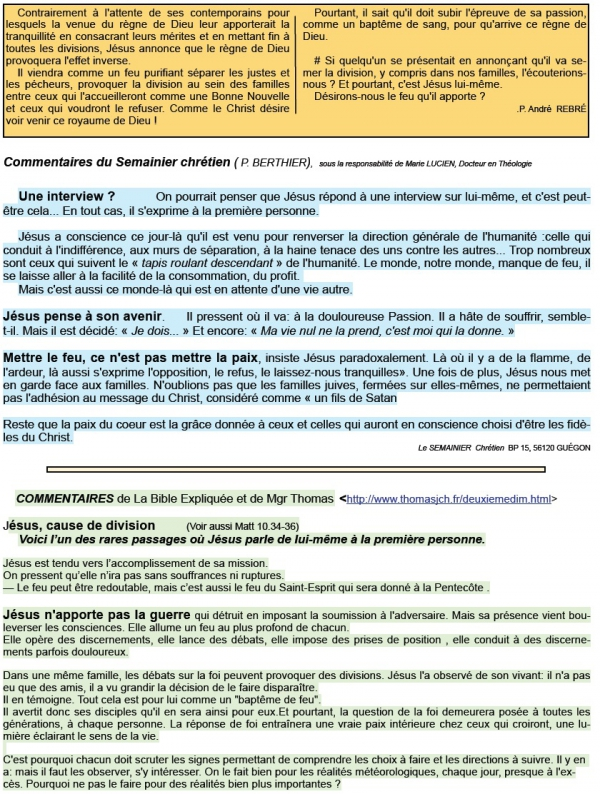 Contrairement à l'attente de ses contemporains pour
lesquels la venue du règne de Dieu leur apporterait la
tranquilité en consacrant leurs mérites et en mettant fin à
toutes les divisions, Jésus annonce que le règne de Dieu
provoquera l'effet inverse.
Il viendra comme un feu purifiant séparer les justes et
les pécheurs, provoquer la division au sein des familles
entre ceux qui l'accueilleront comme une Bonne Nouvelle
et ceux qui voudront le refuser. Comme le Christ désire
voir venir ce royaume de Dieu !
Pourtant, il sait qu'il doit subir l'épreuve de sa passion,
comme un baptême de sang, pour qu'arrive ce règne de
Dieu.
# Si quelqu'un se présentait en annonçant qu'il va se-
mer la division, y compris dans nos familles, l'écouterions-
nous ? Et pourtant, c'est Jésus lui-même.
Désirons-nous le feu qu'il apporte ?
.P. André REBRÉ
Commentaires du Semainier chrétien ( P. BERTHIER), sous la responsabilité de Marie LUCIEN, Docteur en Théologie
Une interview ? On pourrait penser que Jésus répond à une interview sur lui-même, et c'est peut-
être cela... En tout cas, il s'exprime à la première personne.
Jésus a conscience ce jour-là qu'il est venu pour renverser la direction générale de l'humanité :celle qui
conduit à l'indifférence, aux murs de séparation, à la haine tenace des uns contre les autres... Trop nombreux
sont ceux qui suivent le « tapis roulant descendant » de l'humanité. Le monde, notre monde, manque de feu, il
se laisse aller à la facilité de la consommation, du profit.
Mais c'est aussi ce monde-là qui est en attente d'une vie autre.
Jésus pense à son avenir. Il pressent où il va: à la douloureuse Passion. Il a hâte de souffrir, semble-
t-il. Mais il est décidé: « Je dois... » Et encore: « Ma vie nul ne la prend, c'est moi qui la donne. »
Mettre le feu, ce n'est pas mettre la paix, insiste Jésus paradoxalement. Là où il y a de la flamme, de
l'ardeur, là aussi s'exprime l'opposition, le refus, le laissez-nous tranquilles». Une fois de plus, Jésus nous met
en garde face aux familles. N'oublions pas que les familles juives, fermées sur elles-mêmes, ne permettaient
pas l'adhésion au message du Christ, considéré comme « un fils de Satan
Reste que la paix du coeur est la grâce donnée à ceux et celles qui auront en conscience choisi d'être les fidè-
les du Christ.
Le SEMAINIER Chrétien BP 15, 56120 GUÉGON
COMMENTAIRES de La Bible Expliquée et de Mgr Thomas <http://www.thomasjch.fr/deuxiemedim.html>
Jésus, cause de division (Voir aussi Matt 10.34-36)
Voici l'un des rares passages où Jésus parle de lui-même à la première personne.
Jésus est tendu vers l'accomplissement de sa mission.
On pressent qu'elle n'ira pas sans souffrances ni ruptures.
— Le feu peut être redoutable, mais c'est aussi le feu du Saint-Esprit qui sera donné à la Pentecôte .
Jésus n'apporte pas la guerre qui détruit en imposant la soumission à l'adversaire. Mais sa présence vient bou-
leverser les consciences. Elle allume un feu au plus profond de chacun.
Elle opère des discernements, elle lance des débats, elle impose des prises de position , elle conduit à des discerne-
ments parfois douloureux.
Dans une même famille, les débats sur la foi peuvent provoquer des divisions. Jésus l'a observé de son vivant: il n'a pas
eu que des amis, il a vu grandir la décision de le faire disparaître.
Il en témoigne. Tout cela est pour lui comme un "baptême de feu".
Il avertit donc ses disciples qu'il en sera ainsi pour eux.Et pourtant, la question de la foi demeurera posée à toutes les
générations, à chaque personne. La réponse de foi entraînera une vraie paix intérieure chez ceux qui croiront, une lu-
mière éclairant le sens de la vie.
C'est pourquoi chacun doit scruter les signes permettant de comprendre les choix à faire et les directions à suivre. Il y en
a: mais il faut les observer, s'y intéresser. On le fait bien pour les réalités météorologiques, chaque jour, presque à l'ex-
cès. Pourquoi ne pas le faire pour des réalités bien plus importantes ?